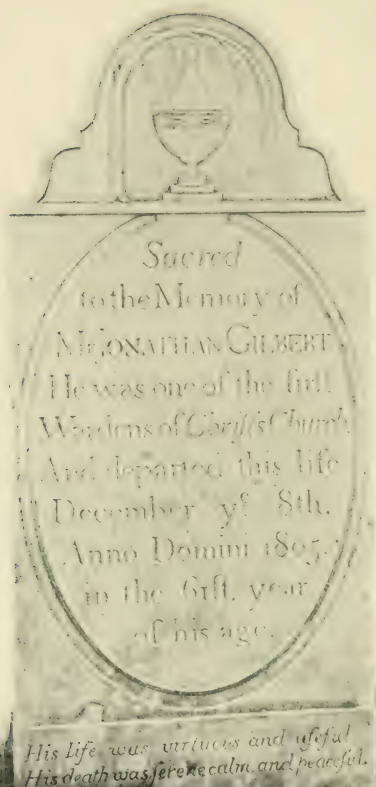 Sacred
to the Memory of
Mr JONATHAN GILBERT
He was one of the firſt
Wardens of Chriſt's Church
And departed this life
December yᵉ 8th.
Anno Domini 1805.
in the 61ſt. year
of his age.
His life was virtuous and uſeful
His death was ſerene calm and peaceful.